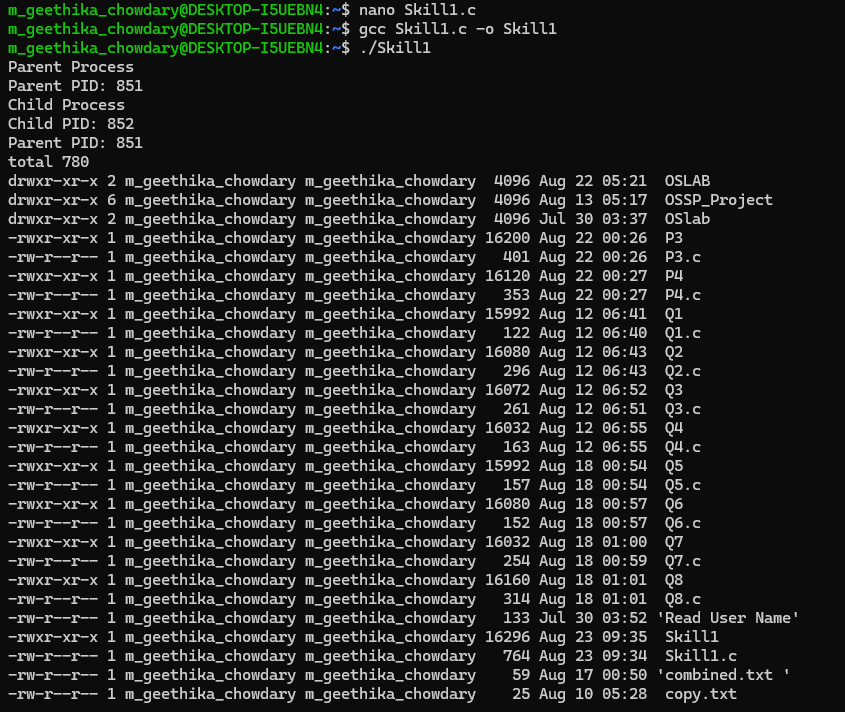 m_geethika_chowdary@DESKTOP-I5UEBN4:~$ nano Skill1.c
m_geethika_chowdary@DESKTOP-I5UEBN4:~$ gcc Skill1.c -o Skill1
m_geethika_chowdary@DESKTOP-I5UEBN4:~$ ./Skill1
Parent Process
Parent PID: 851
Child Process
Child PID: 852
Parent PID: 851
total 780
drwxr-xr-x 2 m_geethika_chowdary m_geethika_chowdary  4096 Aug 22 05:21  OSLAB
drwxr-xr-x 6 m_geethika_chowdary m_geethika_chowdary  4096 Aug 13 05:17  OSSP_Project
drwxr-xr-x 2 m_geethika_chowdary m_geethika_chowdary  4096 Jul 30 03:37  OSlab
-rwxr-xr-x 1 m_geethika_chowdary m_geethika_chowdary 16200 Aug 22 00:26  P3
-rw-r--r-- 1 m_geethika_chowdary m_geethika_chowdary   401 Aug 22 00:26  P3.c
-rwxr-xr-x 1 m_geethika_chowdary m_geethika_chowdary 16120 Aug 22 00:27  P4
-rw-r--r-- 1 m_geethika_chowdary m_geethika_chowdary   353 Aug 22 00:27  P4.c
-rwxr-xr-x 1 m_geethika_chowdary m_geethika_chowdary 15992 Aug 12 06:41  Q1
-rw-r--r-- 1 m_geethika_chowdary m_geethika_chowdary   122 Aug 12 06:40  Q1.c
-rwxr-xr-x 1 m_geethika_chowdary m_geethika_chowdary 16080 Aug 12 06:43  Q2
-rw-r--r-- 1 m_geethika_chowdary m_geethika_chowdary   296 Aug 12 06:43  Q2.c
-rwxr-xr-x 1 m_geethika_chowdary m_geethika_chowdary 16072 Aug 12 06:52  Q3
-rw-r--r-- 1 m_geethika_chowdary m_geethika_chowdary   261 Aug 12 06:51  Q3.c
-rwxr-xr-x 1 m_geethika_chowdary m_geethika_chowdary 16032 Aug 12 06:55  Q4
-rw-r--r-- 1 m_geethika_chowdary m_geethika_chowdary   163 Aug 12 06:55  Q4.c
-rwxr-xr-x 1 m_geethika_chowdary m_geethika_chowdary 15992 Aug 18 00:54  Q5
-rw-r--r-- 1 m_geethika_chowdary m_geethika_chowdary   157 Aug 18 00:54  Q5.c
-rwxr-xr-x 1 m_geethika_chowdary m_geethika_chowdary 16080 Aug 18 00:57  Q6
-rw-r--r-- 1 m_geethika_chowdary m_geethika_chowdary   152 Aug 18 00:57  Q6.c
-rwxr-xr-x 1 m_geethika_chowdary m_geethika_chowdary 16032 Aug 18 01:00  Q7
-rw-r--r-- 1 m_geethika_chowdary m_geethika_chowdary   254 Aug 18 00:59  Q7.c
-rwxr-xr-x 1 m_geethika_chowdary m_geethika_chowdary 16160 Aug 18 01:01  Q8
-rw-r--r-- 1 m_geethika_chowdary m_geethika_chowdary   314 Aug 18 01:01  Q8.c
-rw-r--r-- 1 m_geethika_chowdary m_geethika_chowdary   133 Jul 30 03:52 'Read User Name'
-rwxr-xr-x 1 m_geethika_chowdary m_geethika_chowdary 16296 Aug 23 09:35  Skill1
-rw-r--r-- 1 m_geethika_chowdary m_geethika_chowdary   764 Aug 23 09:34  Skill1.c
-rw-r--r-- 1 m_geethika_chowdary m_geethika_chowdary    59 Aug 17 00:50 'combined.txt '
-rw-r--r-- 1 m_geethika_chowdary m_geethika_chowdary    25 Aug 10 05:28  copy.txt